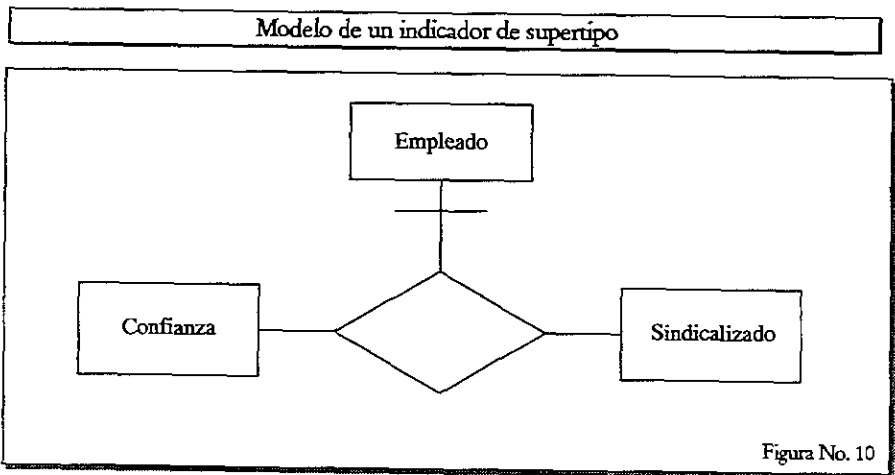 Modelo de un indicador de supertipo
Empleado
Confianza
Sindicalizado
Figura No. 10